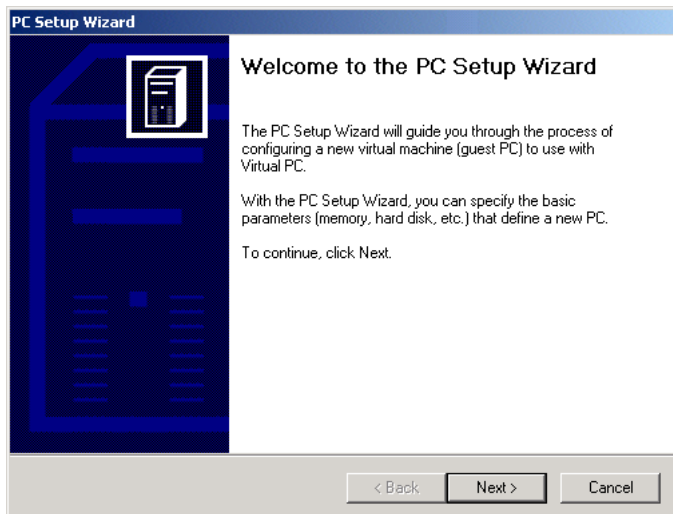 PC Setup Wizard
Welcome to the PC Setup Wizard
The PC Setup Wizard will guide you through the process of
configuring a new virtual machine (guest PC) to use with
Virtual PC.
With the PC Setup Wizard, you can specify the basic
parameters (memory, hard disk, etc.) that define a new PC.
To continue, click Next.
< Back Next > Cancel